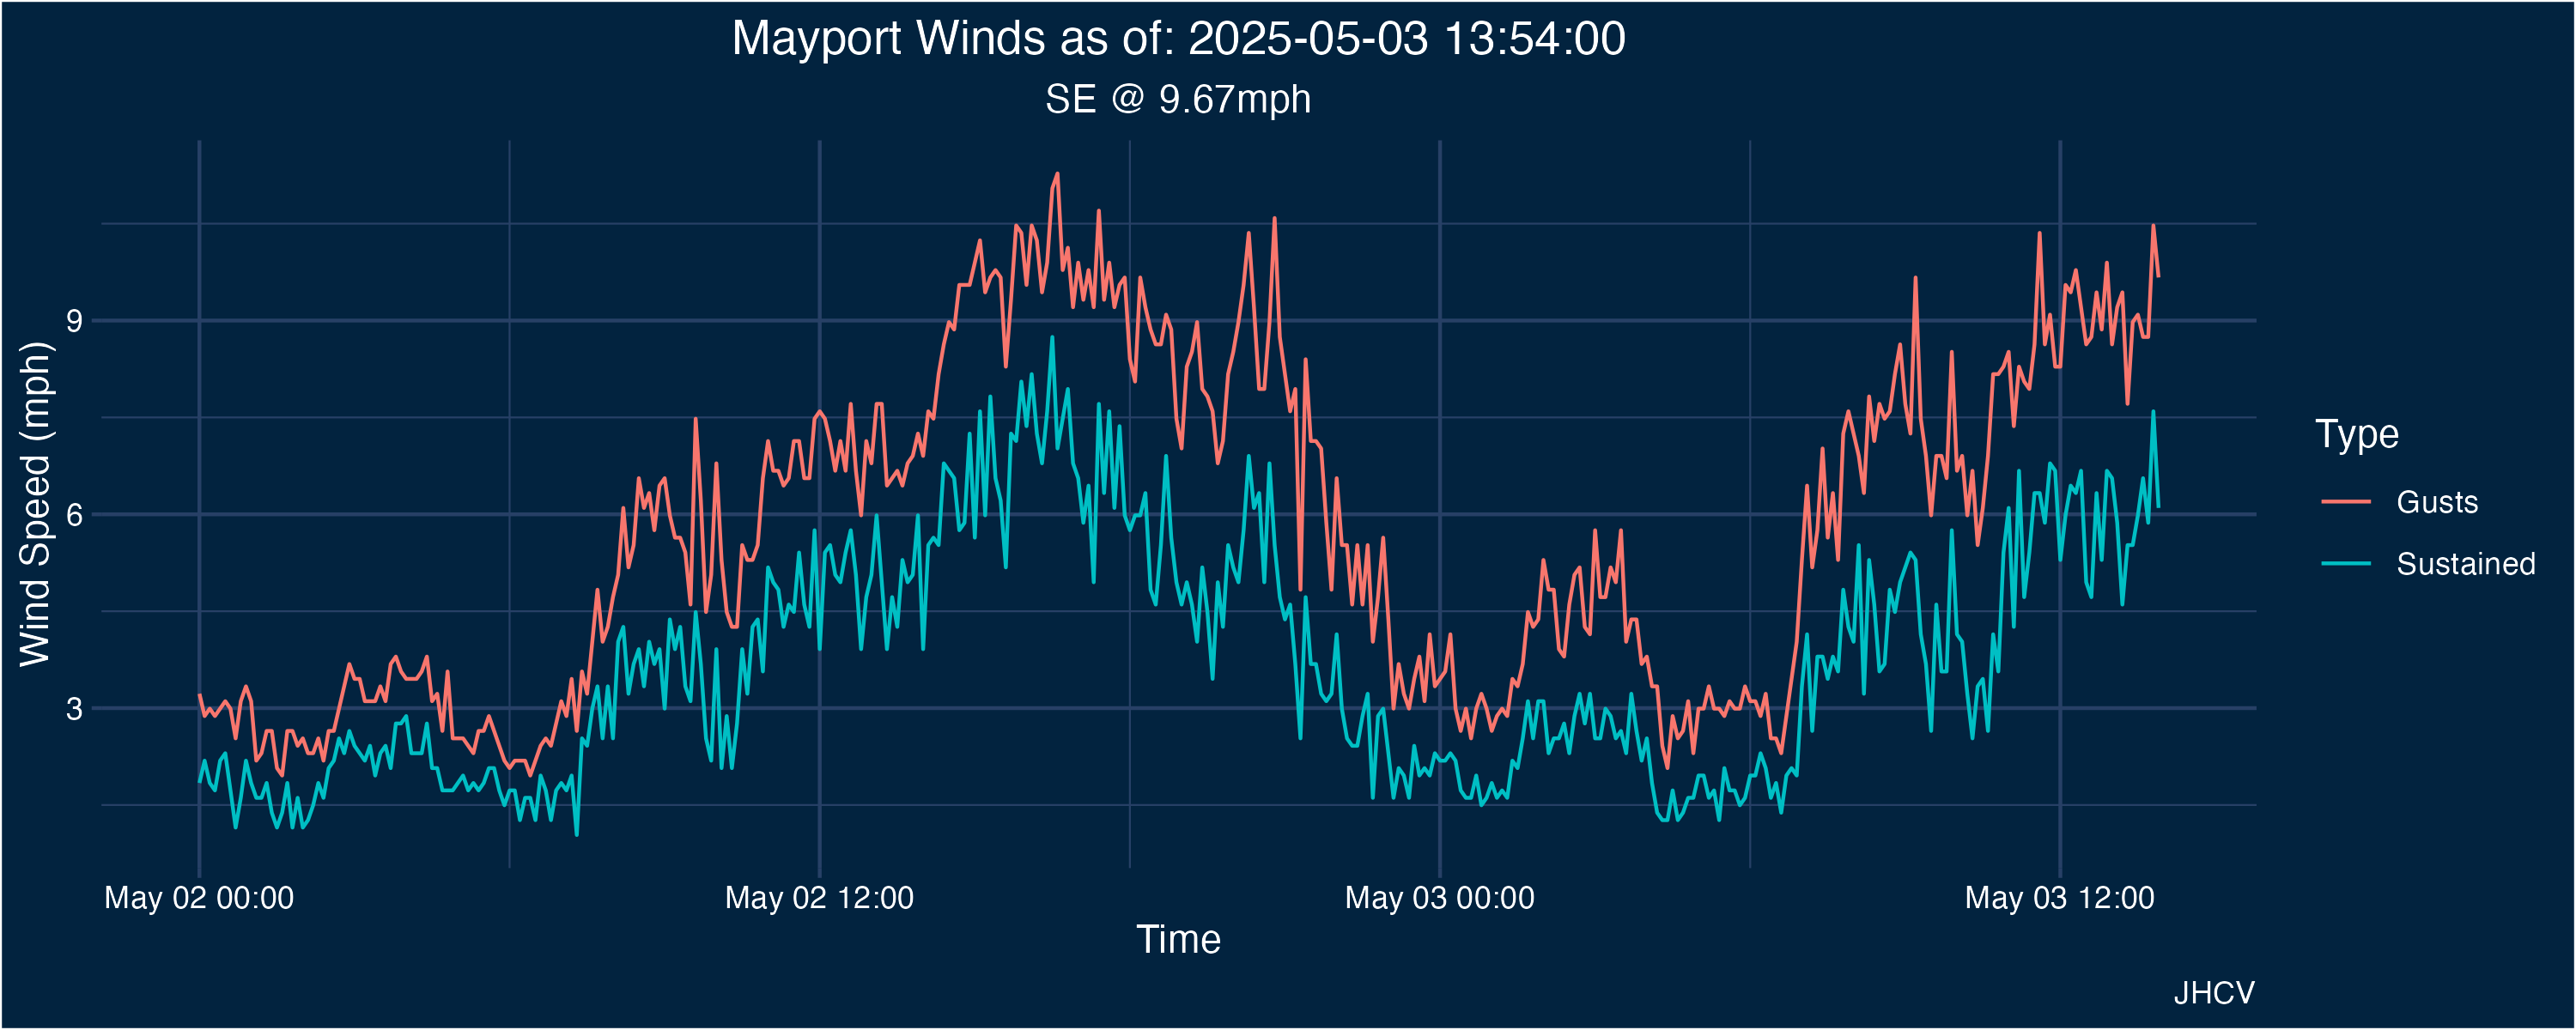 Mayport Winds as of: 2025-05-03 13:54:00
SE @ 9.67mph
Wind Speed (mph)
9
6
3
May 02 00:00
May 02 12:00
May 03 00:00
May 03 12:00
Time
Type
Gusts
Sustained
JHCV